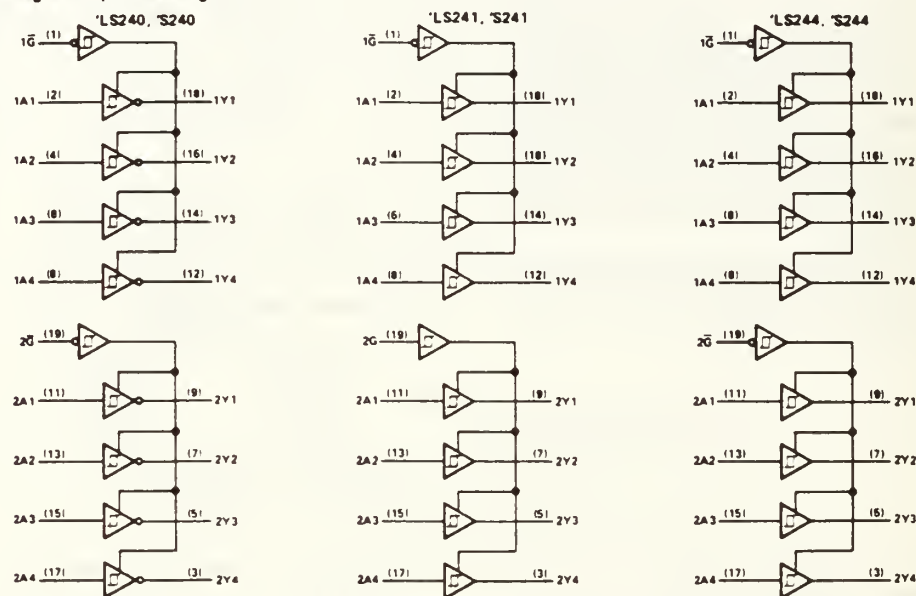 'LS240, 'S240
1G̅ (1)
1A1 (2) (18) 1Y1
1A2 (4) (16) 1Y2
1A3 (8) (14) 1Y3
1A4 (8) (12) 1Y4
2G̅ (19)
2A1 (11) (9) 2Y1
2A2 (13) (7) 2Y2
2A3 (15) (5) 2Y3
2A4 (17) (3) 2Y4
'LS241, 'S241
1G̅ (1)
1A1 (2) (18) 1Y1
1A2 (4) (18) 1Y2
1A3 (6) (14) 1Y3
1A4 (8) (12) 1Y4
2G (19)
2A1 (11) (9) 2Y1
2A2 (13) (7) 2Y2
2A3 (15) (5) 2Y3
2A4 (17) (3) 2Y4
'LS244, 'S244
1G̅ (1)
1A1 (2) (18) 1Y1
1A2 (4) (16) 1Y2
1A3 (8) (14) 1Y3
1A4 (8) (12) 1Y4
2G̅ (19)
2A1 (11) (9) 2Y1
2A2 (13) (7) 2Y2
2A3 (15) (6) 2Y3
2A4 (17) (3) 2Y4